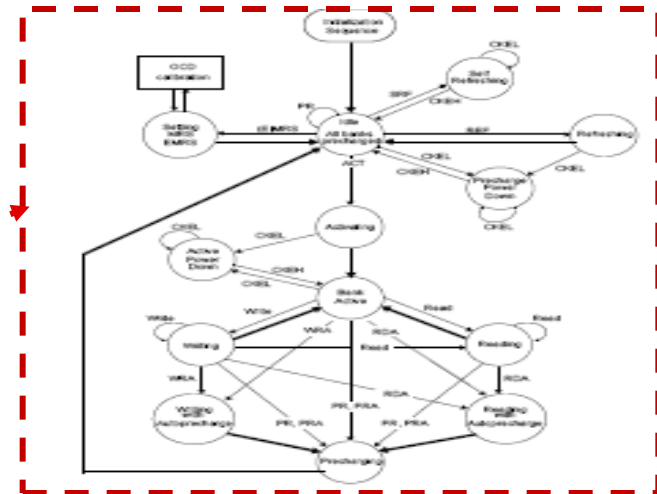 Initialization
Sequence
CKEL
OCD
calibration
Self
Refreshing
SRF
CKEH
PR
Idle
Setting
MRS
EMRS
(E)MRS
All banks
precharged
REF
Refreshing
CKEL
CKEH
ACT
CKEL
Precharge
Power
Down
CKEL
Activating
CKEL
CKEL
Active
Power
Down
CKEH
CKEL
Bank
Active
Write
Write
Read
Read
WRA
RDA
Writing
Read
Reading
WRA
RDA
RDA
Writing
with
Autoprecharge
PR, PRA
PR, PRA
PR, PRA
Reading
with
Autoprecharge
Precharging